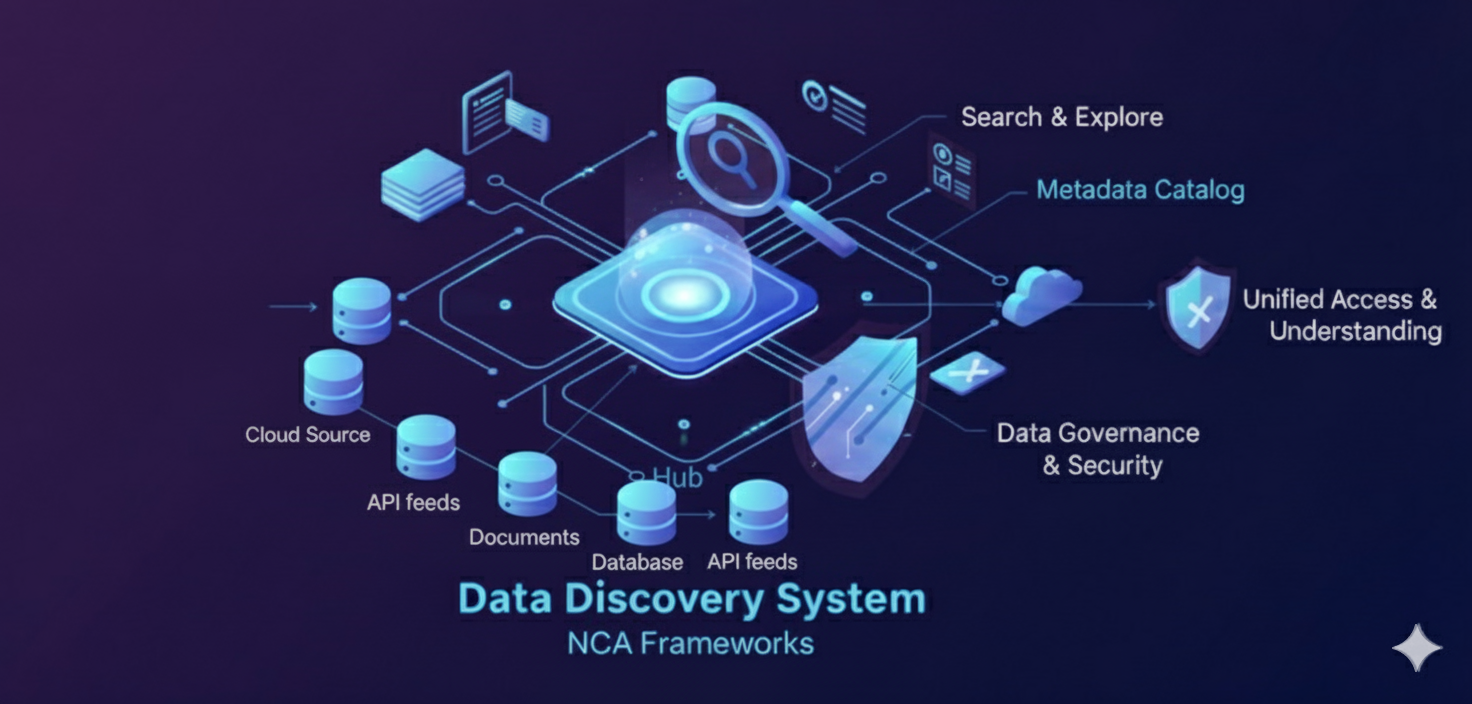 Search & Explore
Metadata Catalog
Unified Access &
Understanding
Data Governance
& Security
Cloud Source
API feeds
Hub
Documents
Database
API feeds
Data Discovery System
NCA Frameworks